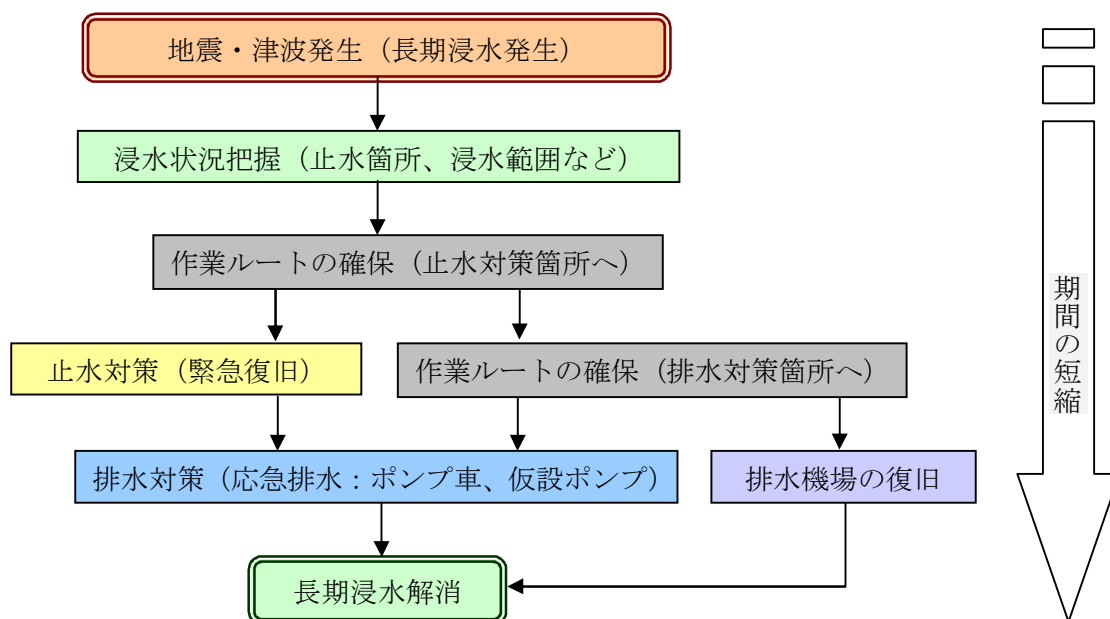 地震・津波発生（長期浸水発生）
浸水状況把握（止水箇所、浸水範囲など）
作業ルートの確保（止水対策箇所へ）
止水対策（緊急復旧）
作業ルートの確保（排水対策箇所へ）
排水対策（応急排水：ポンプ車、仮設ポンプ）
排水機場の復旧
長期浸水解消
期間の短縮